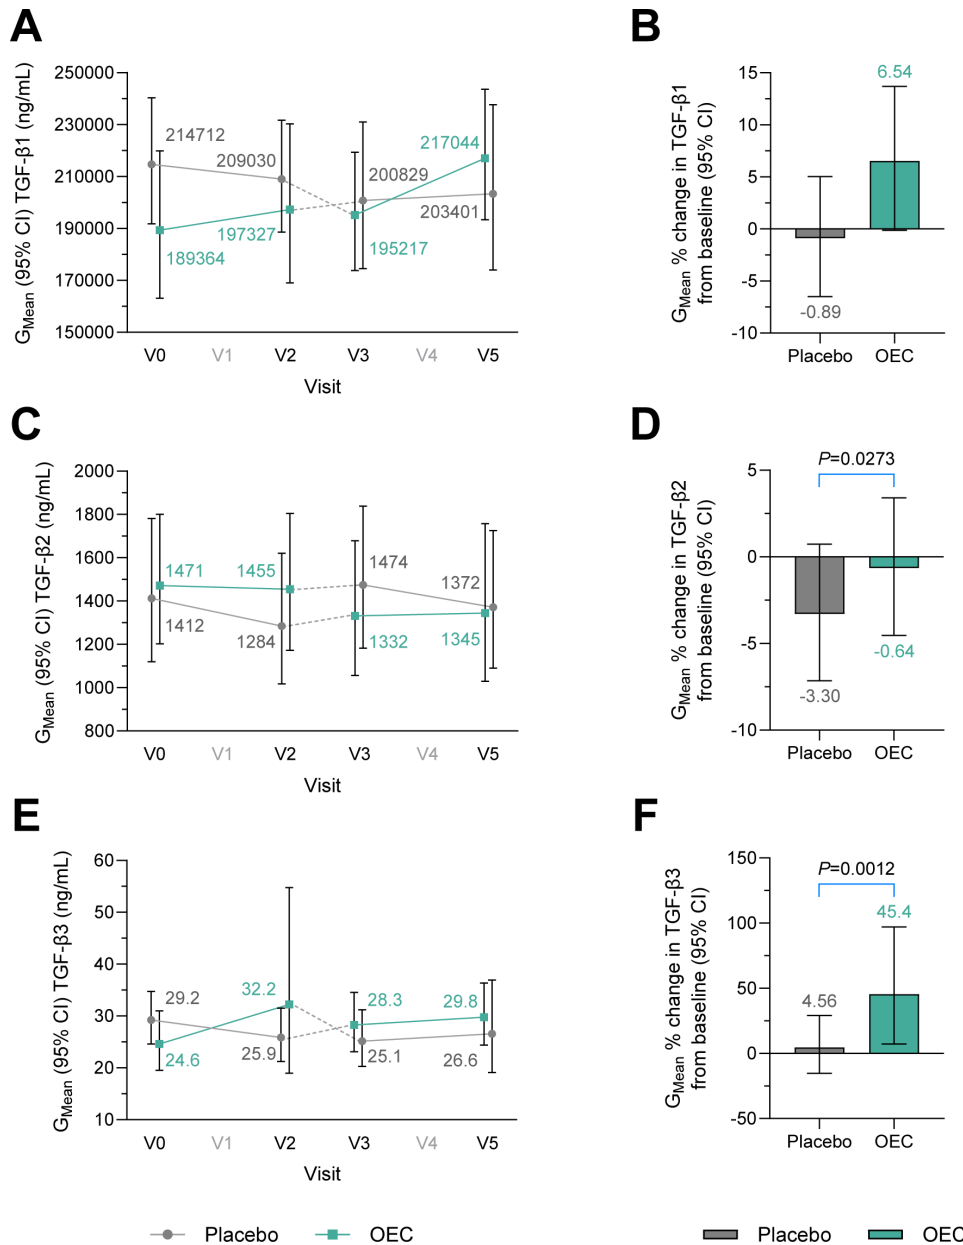 A
G_Mean (95% CI) TGF-β1 (ng/mL)
250000
230000
210000
190000
170000
150000
214712
209030
200829
203401
189364
197327
195217
217044
V0 V1 V2 V3 V4 V5
Visit
B
G_Mean % change in TGF-β1
from baseline (95% CI)
15
10
5
0
-5
-10
6.54
-0.89
Placebo OEC
C
G_Mean (95% CI) TGF-β2 (ng/mL)
2000
1800
1600
1400
1200
1000
800
1471
1455
1474
1372
1412
1284
1332
1345
V0 V1 V2 V3 V4 V5
Visit
D
G_Mean % change in TGF-β2
from baseline (95% CI)
5
0
-5
-10
P=0.0273
-0.64
-3.30
Placebo OEC
E
G_Mean (95% CI) TGF-β3 (ng/mL)
60
50
40
30
20
10
29.2
32.2
28.3
29.8
24.6
25.9
25.1
26.6
V0 V1 V2 V3 V4 V5
Visit
F
G_Mean % change in TGF-β3
from baseline (95% CI)
150
100
50
0
-50
P=0.0012
45.4
4.56
Placebo OEC
Placebo OEC
Placebo OEC